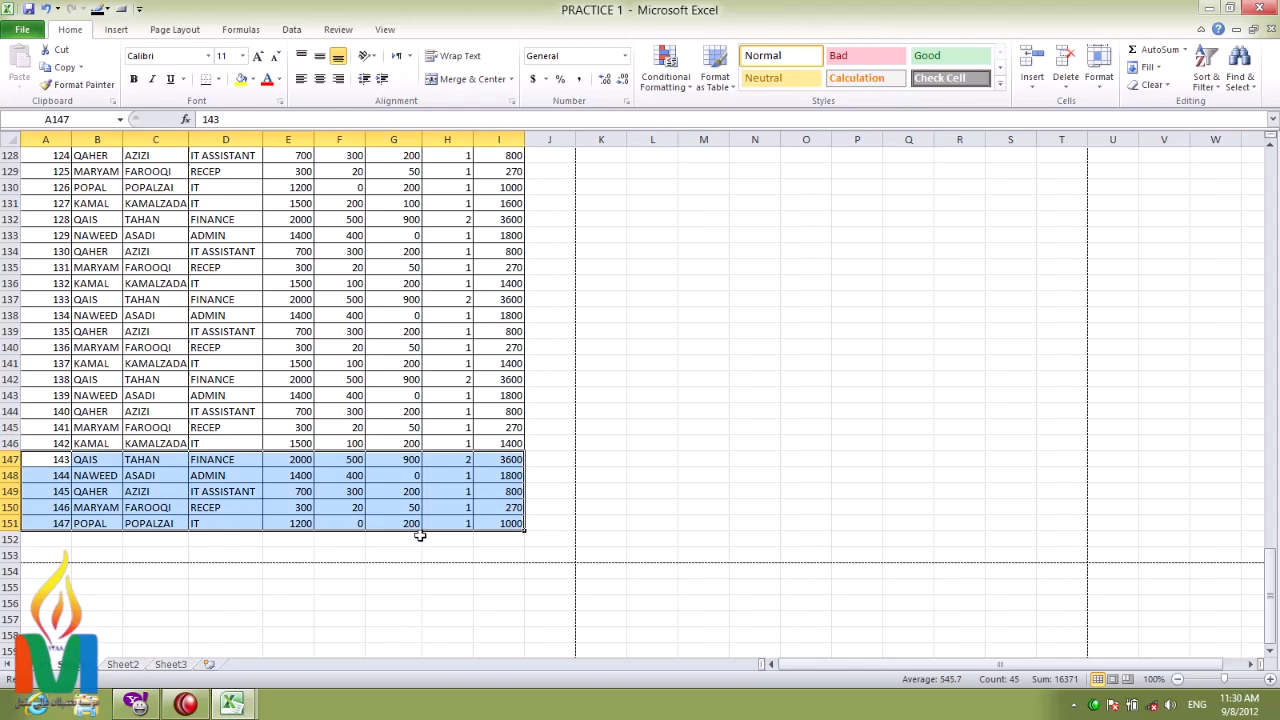 PRACTICE 1 - Microsoft Excel
File Home Insert Page Layout Formulas Data Review View
Cut
Copy
Format Painter
Paste
Clipboard
Calibri 11
B I U
Font
Wrap Text
Merge & Center
Alignment
General
$ % ,
Number
Conditional Formatting
Format as Table
Normal Bad Good
Neutral Calculation Check Cell
Styles
Insert Delete Format
Cells
AutoSum
Fill
Clear
Sort & Filter
Find & Select
Editing
A147 fx 143
A B C D E F G H I J K L M N O P Q R S T U V W
128 124 QAHER AZIZI IT ASSISTANT 700 300 200 1 800
129 125 MARYAM FAROOQI RECEP 300 20 50 1 270
130 126 POPAL POPALZAI IT 1200 0 200 1 1000
131 127 KAMAL KAMALZADA IT 1500 200 100 1 1600
132 128 QAIS TAHAN FINANCE 2000 500 900 2 3600
133 129 NAWEED ASADI ADMIN 1400 400 0 1 1800
134 130 QAHER AZIZI IT ASSISTANT 700 300 200 1 800
135 131 MARYAM FAROOQI RECEP 300 20 50 1 270
136 132 KAMAL KAMALZADA IT 1500 100 200 1 1400
137 133 QAIS TAHAN FINANCE 2000 500 900 2 3600
138 134 NAWEED ASADI ADMIN 1400 400 0 1 1800
139 135 QAHER AZIZI IT ASSISTANT 700 300 200 1 800
140 136 MARYAM FAROOQI RECEP 300 20 50 1 270
141 137 KAMAL KAMALZADA IT 1500 100 200 1 1400
142 138 QAIS TAHAN FINANCE 2000 500 900 2 3600
143 139 NAWEED ASADI ADMIN 1400 400 0 1 1800
144 140 QAHER AZIZI IT ASSISTANT 700 300 200 1 800
145 141 MARYAM FAROOQI RECEP 300 20 50 1 270
146 142 KAMAL KAMALZADA IT 1500 100 200 1 1400
147 143 QAIS TAHAN FINANCE 2000 500 900 2 3600
148 144 NAWEED ASADI ADMIN 1400 400 0 1 1800
149 145 QAHER AZIZI IT ASSISTANT 700 300 200 1 800
150 146 MARYAM FAROOQI RECEP 300 20 50 1 270
151 147 POPAL POPALZAI IT 1200 0 200 1 1000
152
153
154
155
156
157
158
159
Sheet2 Sheet3
Average: 545.7 Count: 45 Sum: 16371 100%
ENG 11:30 AM
9/8/2012